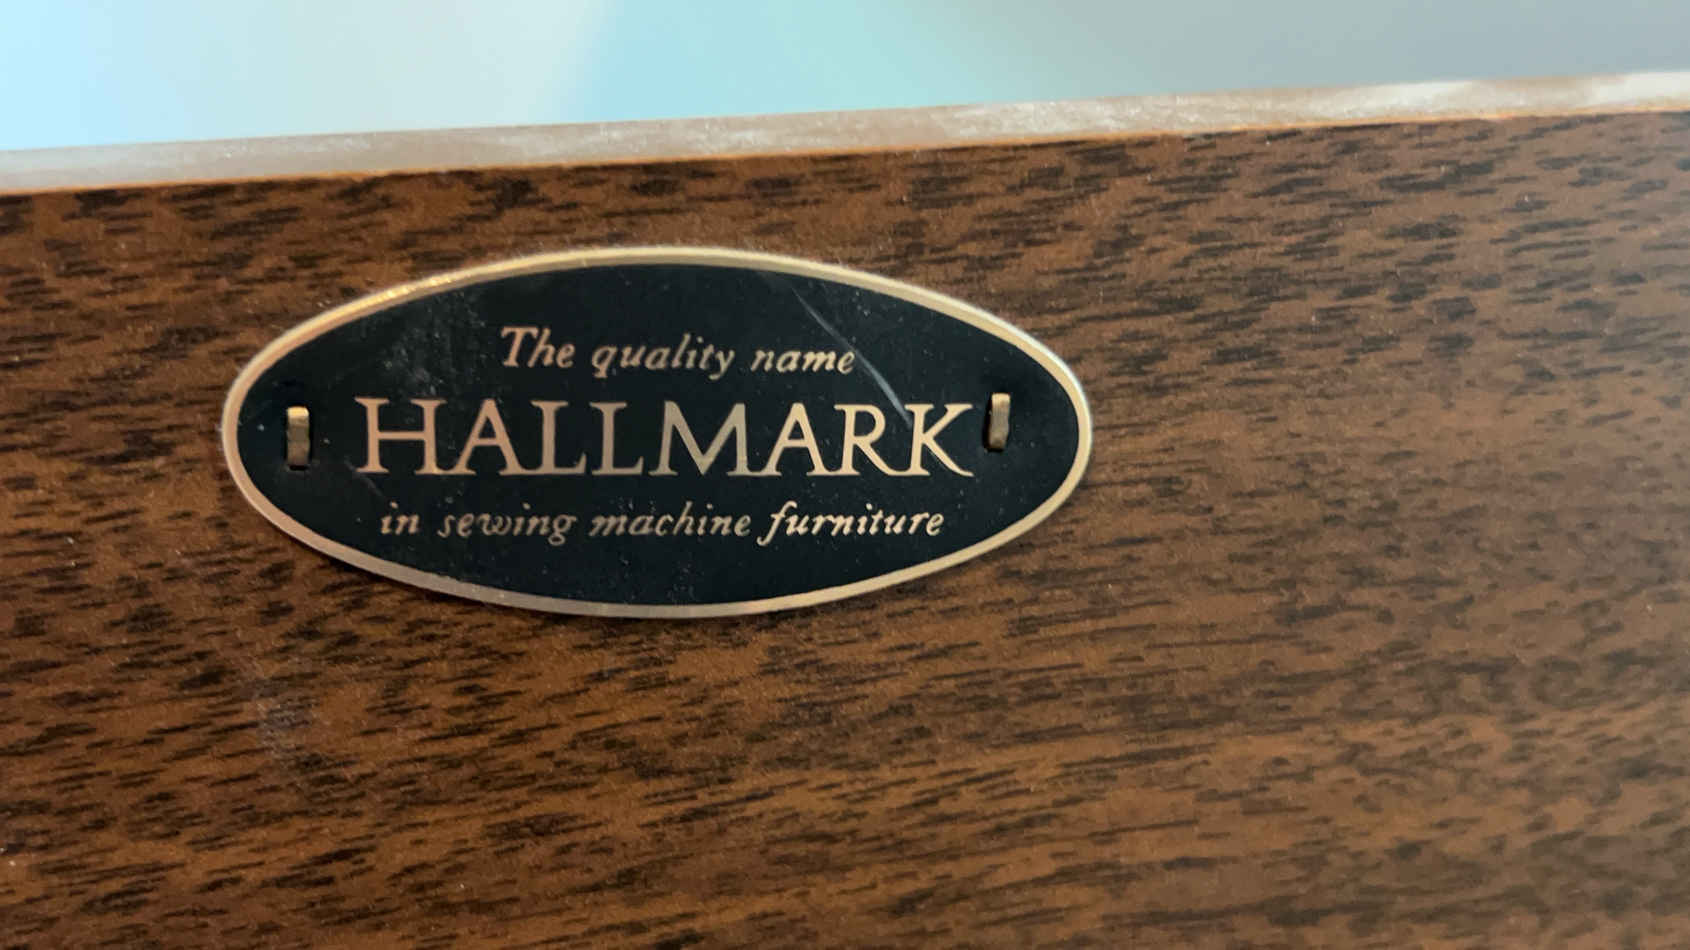 The quality name
HALLMARK
in sewing machine furniture